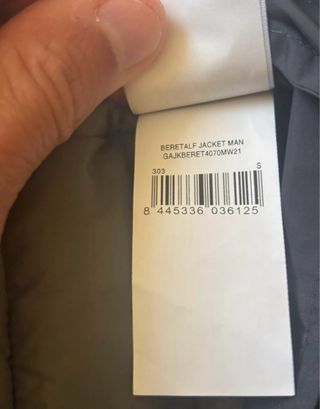 BERETALF JACKET MAN
GAJKBERET4070MW21
303 S
8 445336 036125